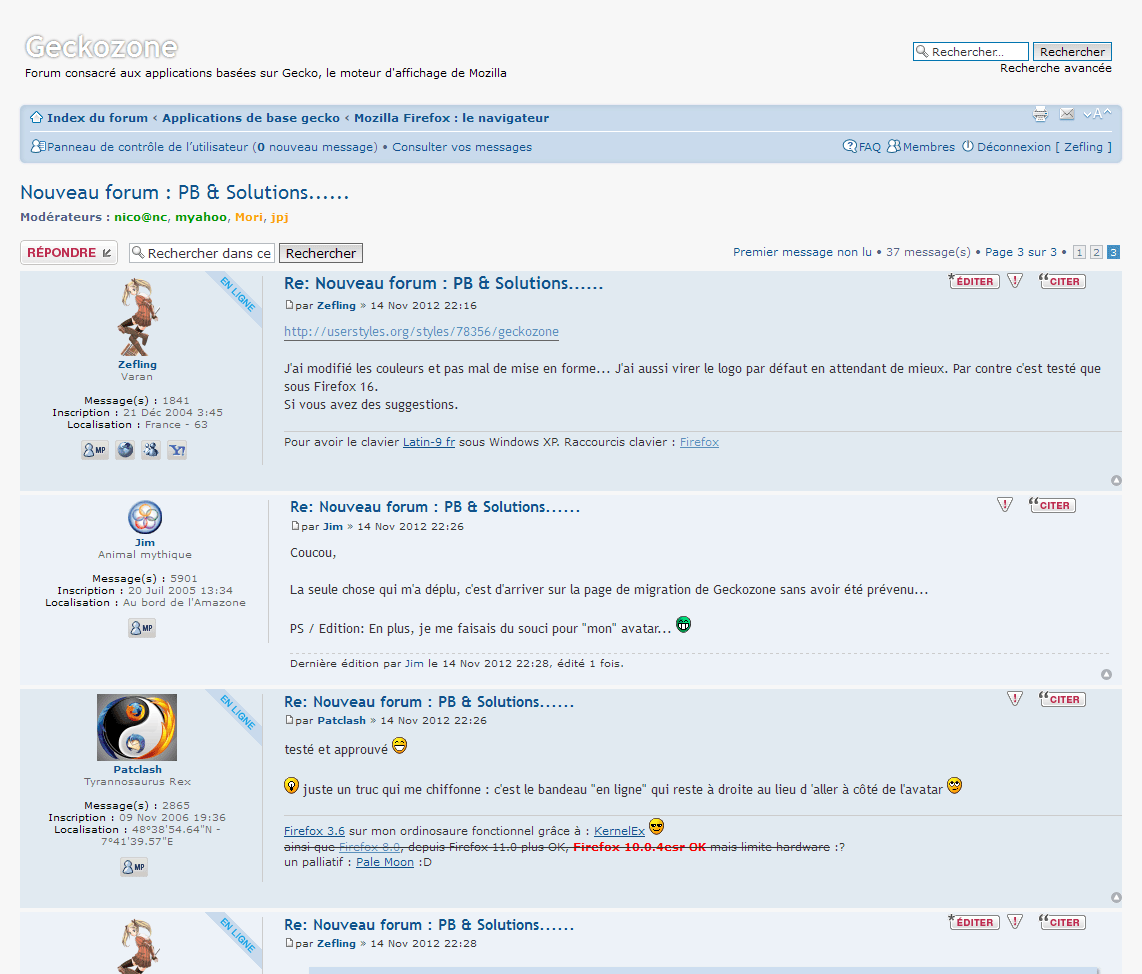 Geckozone
Forum consacré aux applications basées sur Gecko, le moteur d'affichage de Mozilla
Rechercher... Rechercher
Recherche avancée
Index du forum ‹ Applications de base gecko ‹ Mozilla Firefox : le navigateur
Panneau de contrôle de l’utilisateur (0 nouveau message) • Consulter vos messages
FAQ Membres Déconnexion [ Zefling ]
Nouveau forum : PB & Solutions......
Modérateurs : nico@nc, myahoo, Mori, jpj
RÉPONDRE Rechercher dans ce Rechercher
Premier message non lu • 37 message(s) • Page 3 sur 3 • 1 2 3
EN LIGNE
Zefling
Varan
Message(s) : 1841
Inscription : 21 Déc 2004 3:45
Localisation : France - 63
MP
Re: Nouveau forum : PB & Solutions......
ÉDITER ! CITER
par Zefling » 14 Nov 2012 22:16
http://userstyles.org/styles/78356/geckozone
J'ai modifié les couleurs et pas mal de mise en forme... J'ai aussi virer le logo par défaut en attendant de mieux. Par contre c'est testé que
sous Firefox 16.
Si vous avez des suggestions.
Pour avoir le clavier Latin-9 fr sous Windows XP. Raccourcis clavier : Firefox
Jim
Animal mythique
Message(s) : 5901
Inscription : 20 Juil 2005 13:34
Localisation : Au bord de l'Amazone
MP
Re: Nouveau forum : PB & Solutions......
! CITER
par Jim » 14 Nov 2012 22:26
Coucou,
La seule chose qui m'a déplu, c'est d'arriver sur la page de migration de Geckozone sans avoir été prévenu...
PS / Edition: En plus, je me faisais du souci pour "mon" avatar...
Dernière édition par Jim le 14 Nov 2012 22:28, édité 1 fois.
EN LIGNE
Patclash
Tyrannosaurus Rex
Message(s) : 2865
Inscription : 09 Nov 2006 19:36
Localisation : 48°38'54.64"N -
7°41'39.57"E
MP
Re: Nouveau forum : PB & Solutions......
! CITER
par Patclash » 14 Nov 2012 22:26
testé et approuvé
juste un truc qui me chiffonne : c'est le bandeau "en ligne" qui reste à droite au lieu d 'aller à côté de l'avatar
Firefox 3.6 sur mon ordinosaure fonctionnel grâce à : KernelEx
ainsi que Firefox 8.0, depuis Firefox 11.0 plus OK, Firefox 10.0.4esr OK mais limite hardware :?
un palliatif : Pale Moon :D
EN LIGNE
Re: Nouveau forum : PB & Solutions......
ÉDITER ! CITER
par Zefling » 14 Nov 2012 22:28